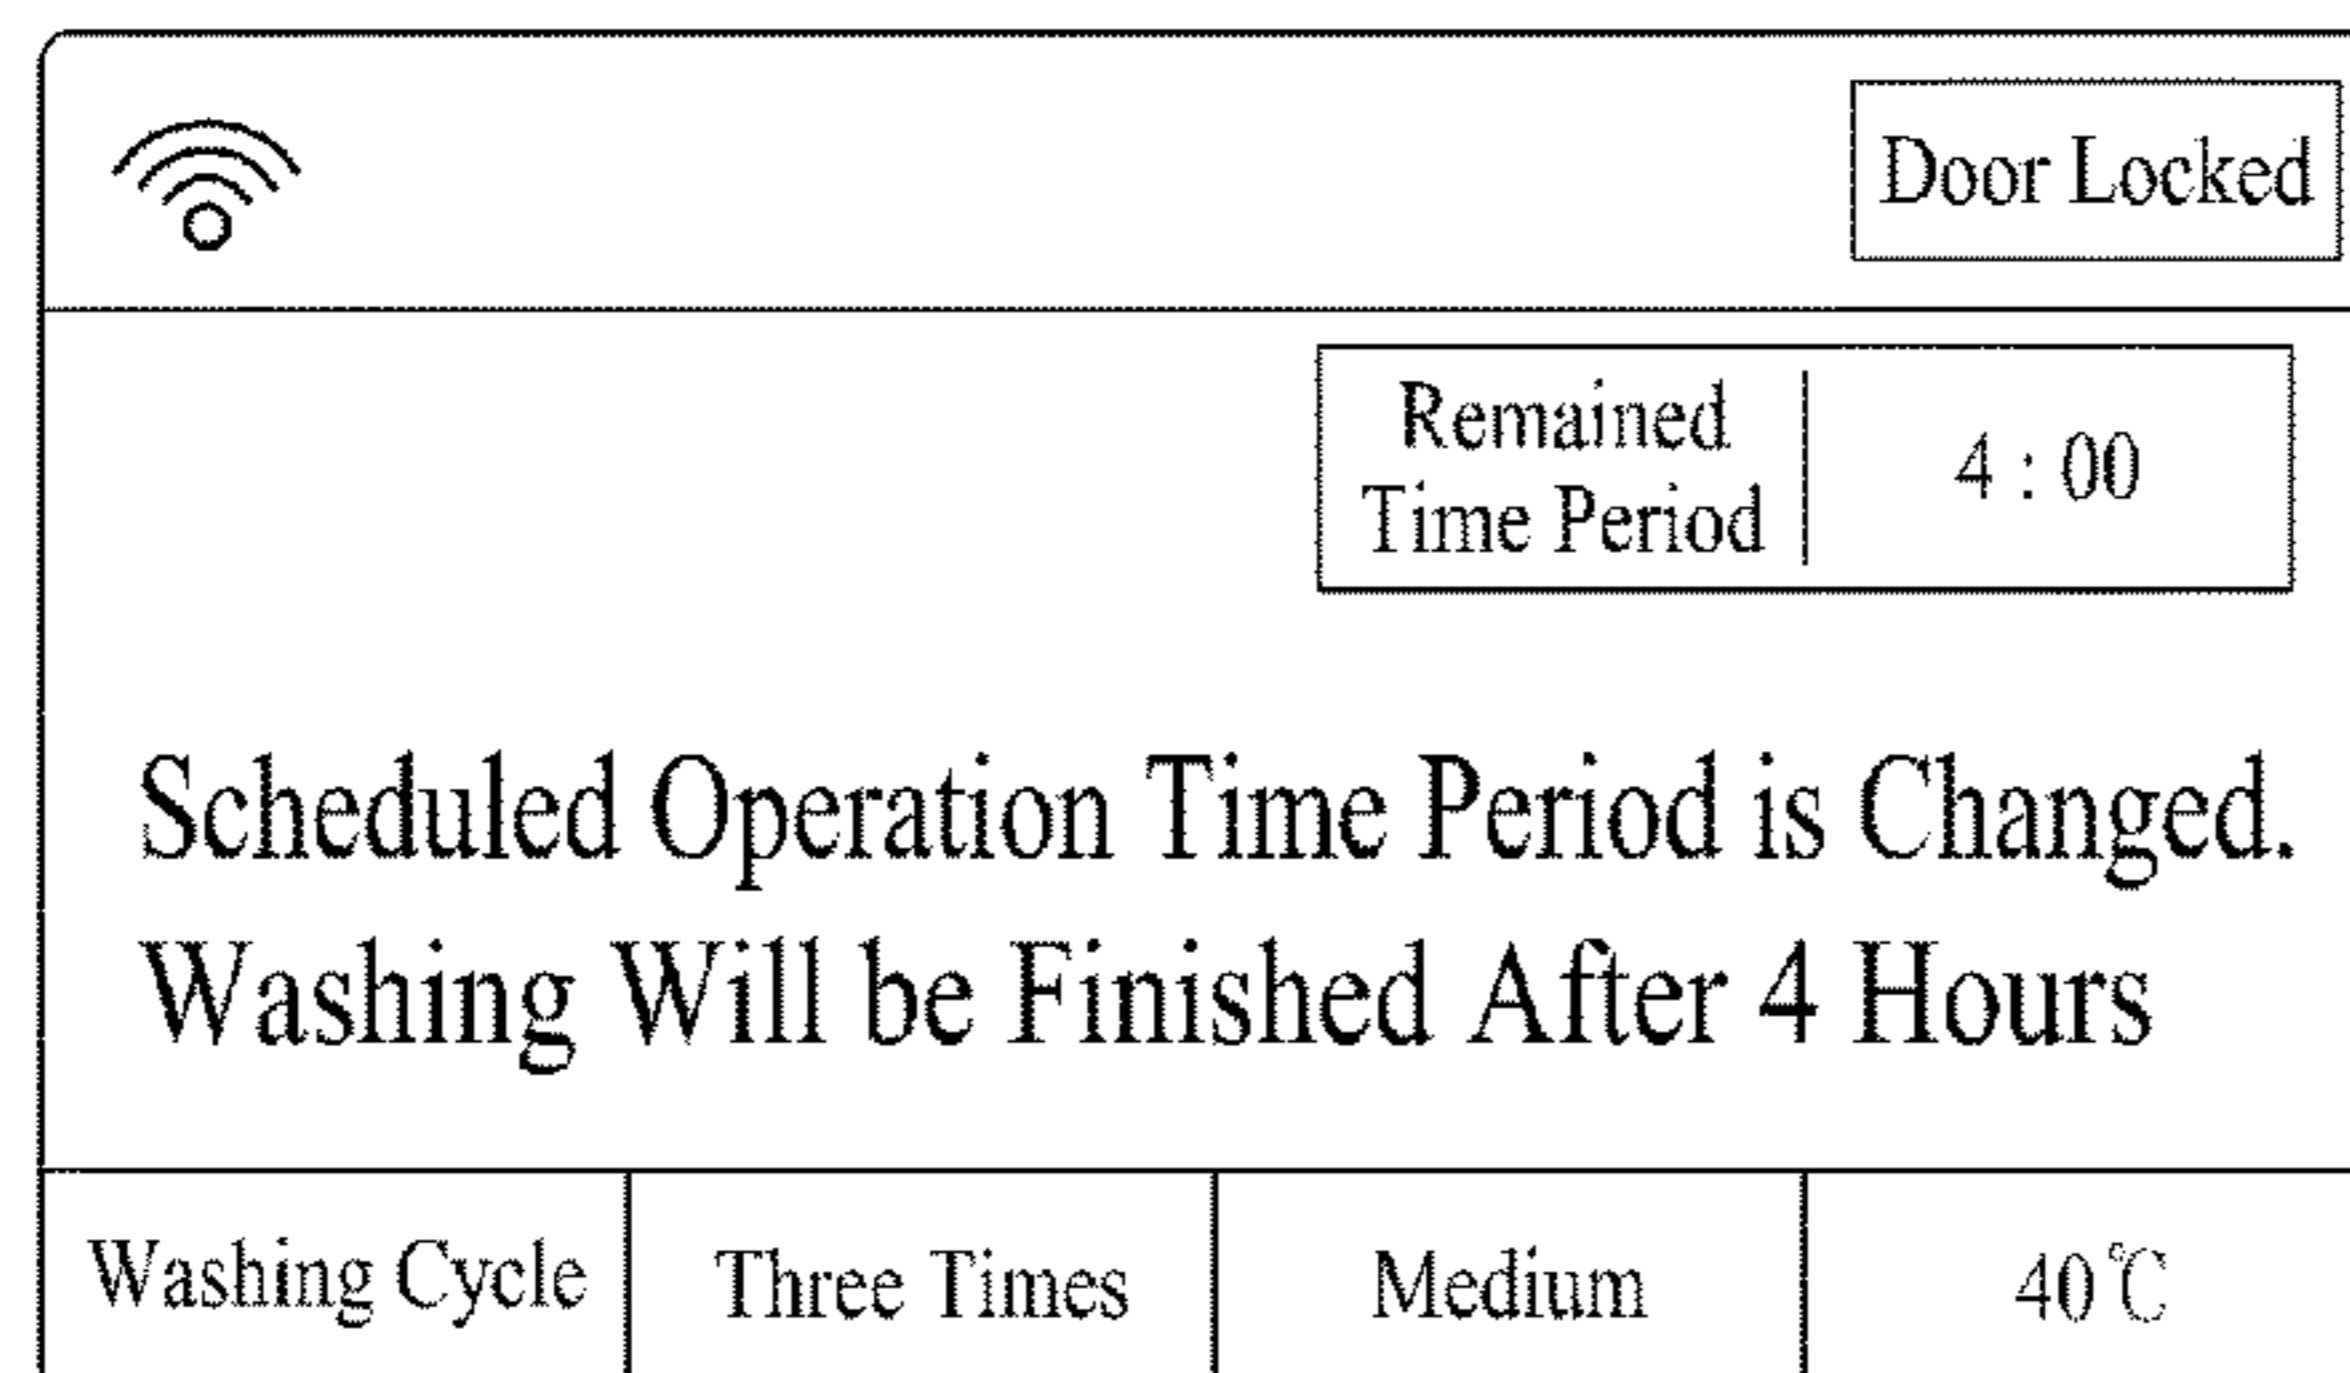 Door Locked
Remained
Time Period
4 : 00
Scheduled Operation Time Period is Changed.
Washing Will be Finished After 4 Hours
Washing Cycle
Three Times
Medium
40℃